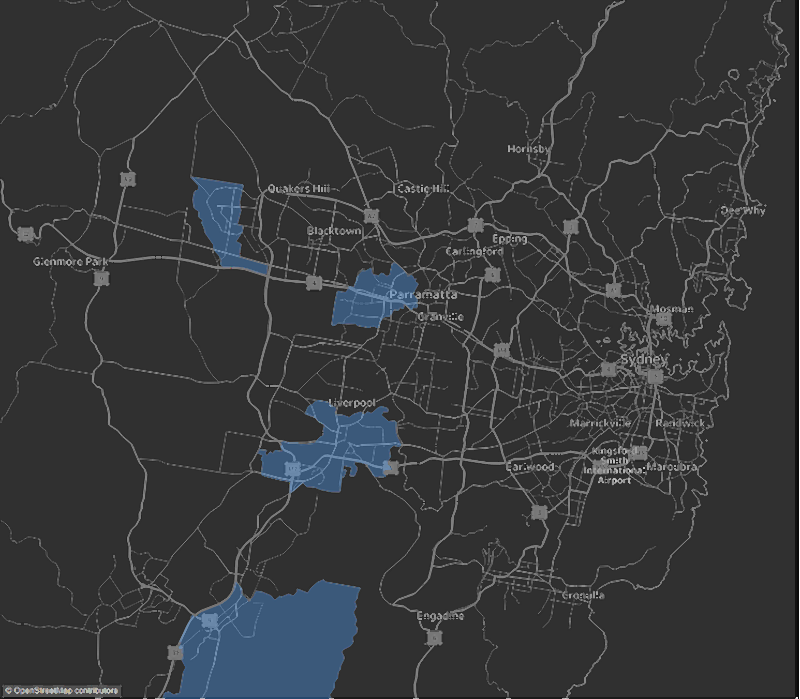 Hornsby
Quakers Hill
Castle Hill
Dee Why
Blacktown
Epping
Carlingford
Glenmore Park
Parramatta
Mosman
Granville
Sydney
Liverpool
Marrickville
Randwick
Kingsford
Smith
International
Airport
Earlwood
Maroubra
Cronulla
Engadine
© OpenStreetMap contributors